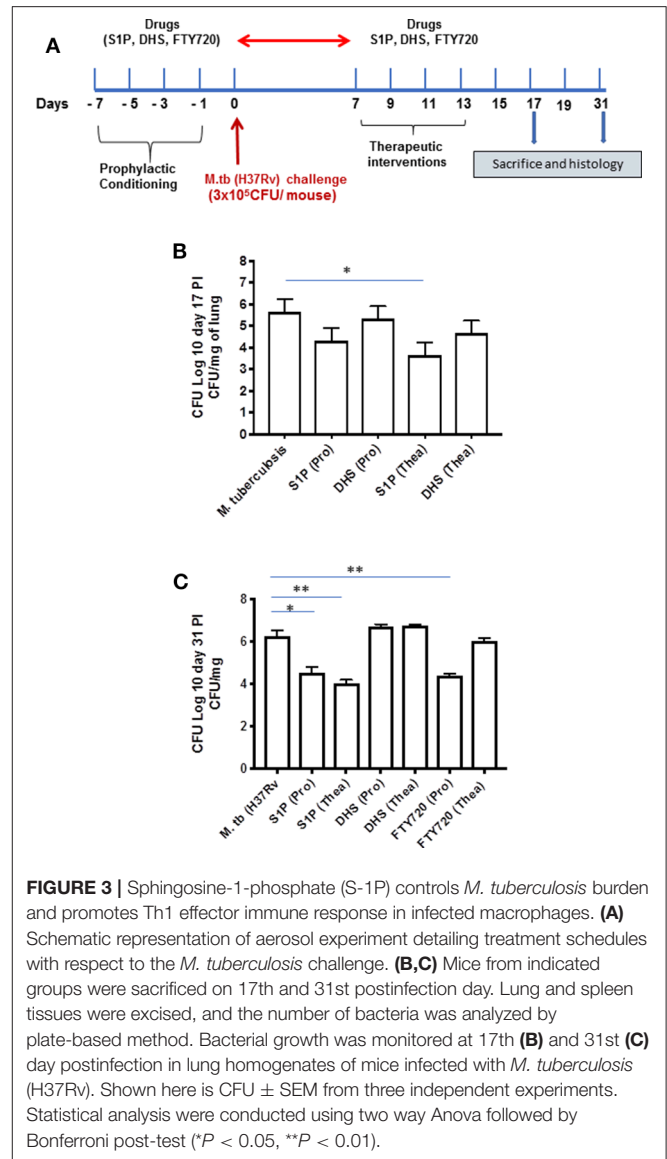 A
Drugs
(S1P, DHS, FTY720)
Drugs
S1P, DHS, FTY720
Days
- 7 - 5 - 3 - 1 0 7 9 11 13 15 17 19 31
Prophylactic
Conditioning
M.tb (H37Rv) challenge
(3x10⁵CFU/ mouse)
Therapeutic
interventions
Sacrifice and histology
B
CFU Log 10 day 17 PI
CFU/mg of lung
8
7
6
5
4
3
2
1
0
*
M. tuberculosis
S1P (Pro)
DHS (Pro)
S1P (Thea)
DHS (Thea)
C
CFU Log 10 day 31 PI
CFU/mg
8
6
4
2
0
**
**
*
M. tb (H37Rv
S1P (Pro)
S1P (Thea)
DHS (Pro)
DHS (Thea)
FTY720 (Pro)
FTY720 (Thea)
FIGURE 3 | Sphingosine-1-phosphate (S-1P) controls M. tuberculosis burden
and promotes Th1 effector immune response in infected macrophages. (A)
Schematic representation of aerosol experiment detailing treatment schedules
with respect to the M. tuberculosis challenge. (B,C) Mice from indicated
groups were sacrificed on 17th and 31st postinfection day. Lung and spleen
tissues were excised, and the number of bacteria was analyzed by
plate-based method. Bacterial growth was monitored at 17th (B) and 31st (C)
day postinfection in lung homogenates of mice infected with M. tuberculosis
(H37Rv). Shown here is CFU ± SEM from three independent experiments.
Statistical analysis were conducted using two way Anova followed by
Bonferroni post-test (*P < 0.05, **P < 0.01).